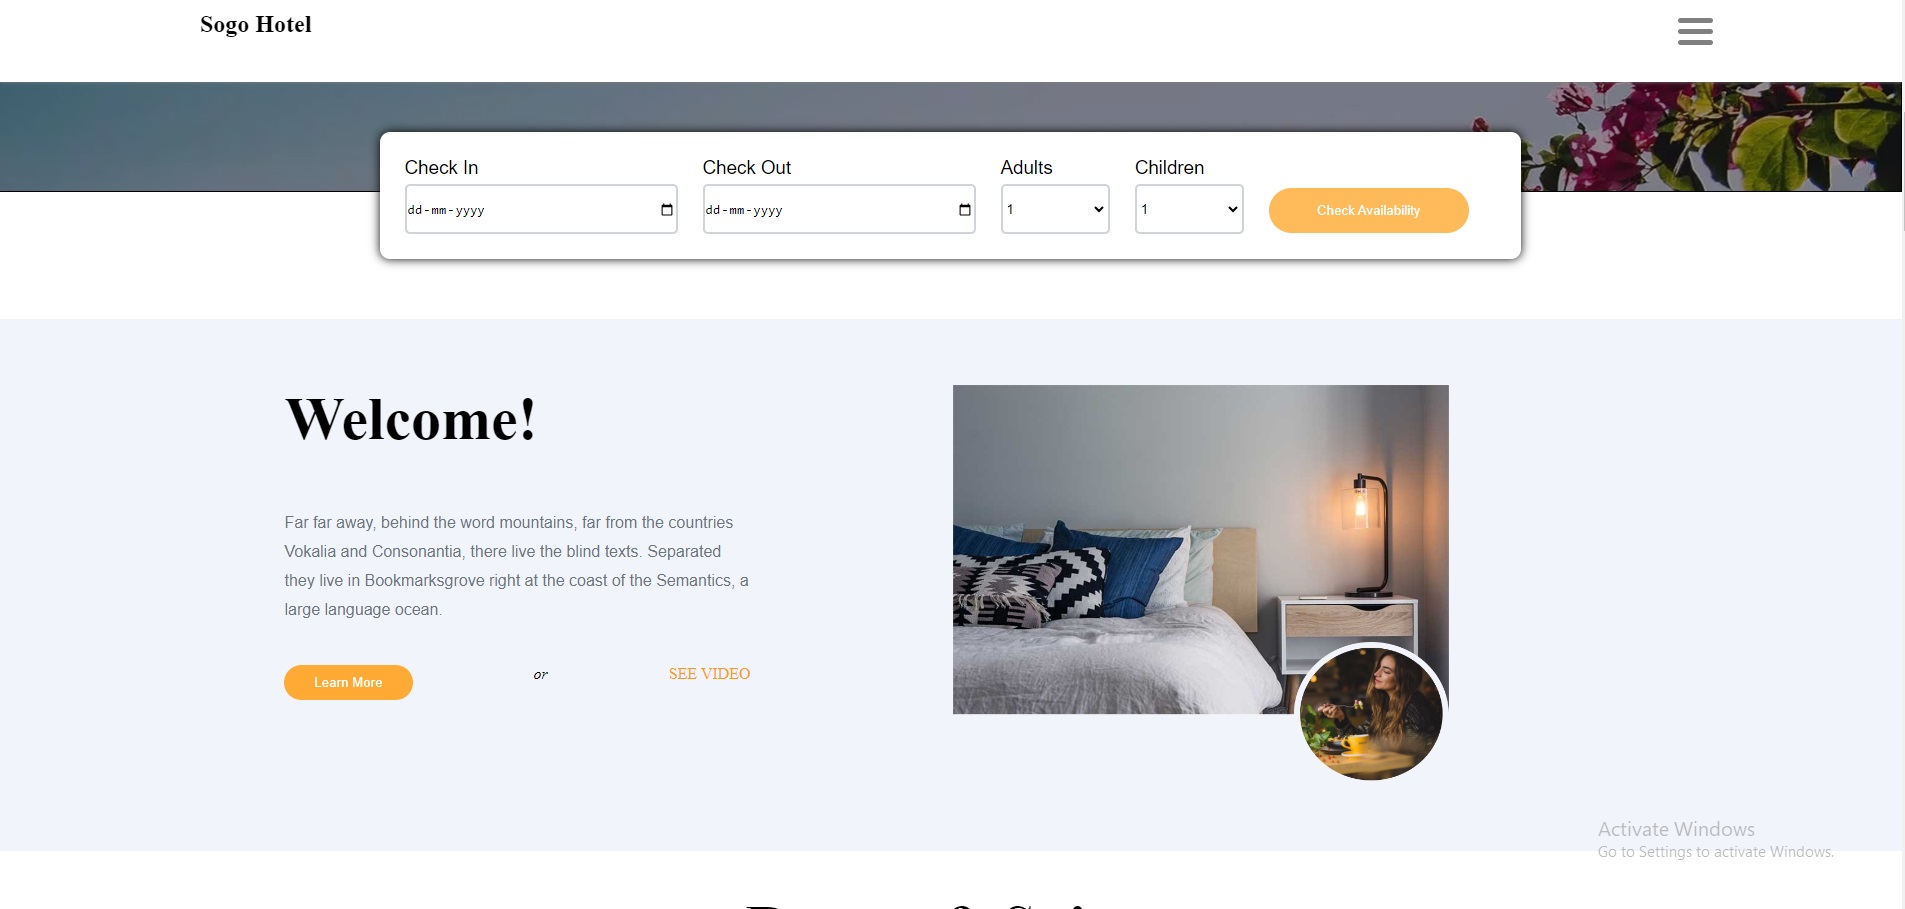 Sogo Hotel
Check In
Check Out
Adults
Children
dd-mm-yyyy
dd-mm-yyyy
1
1
Check Availability
Welcome!
Far far away, behind the word mountains, far from the countries
Vokalia and Consonantia, there live the blind texts. Separated
they live in Bookmarksgrove right at the coast of the Semantics, a
large language ocean.
Learn More
or
SEE VIDEO
Activate Windows
Go to Settings to activate Windows.